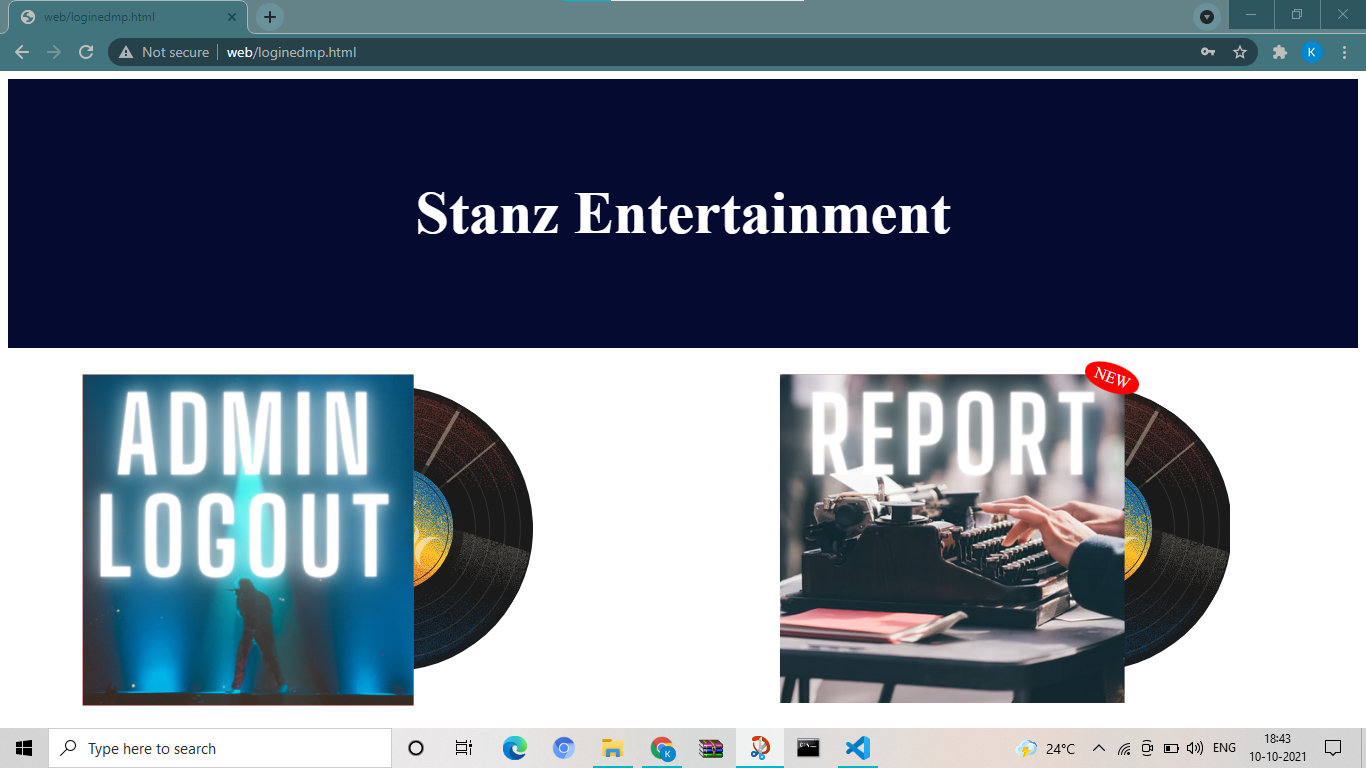 web/loginedmp.html
Not secure
web/loginedmp.html
K
Stanz Entertainment
ADMIN
LOGOUT
NEW
REPORT
Type here to search
K
24°C
ENG
18:43
10-10-2021